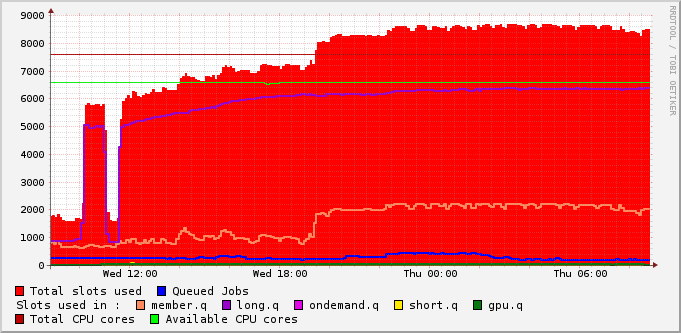 9000
8000
7000
6000
5000
4000
3000
2000
1000
0
Wed 12:00 Wed 18:00 Thu 00:00 Thu 06:00
RRDTOOL / TOBI OETIKER
Total slots used Queued Jobs
Slots used in : member.q long.q ondemand.q short.q gpu.q
Total CPU cores Available CPU cores